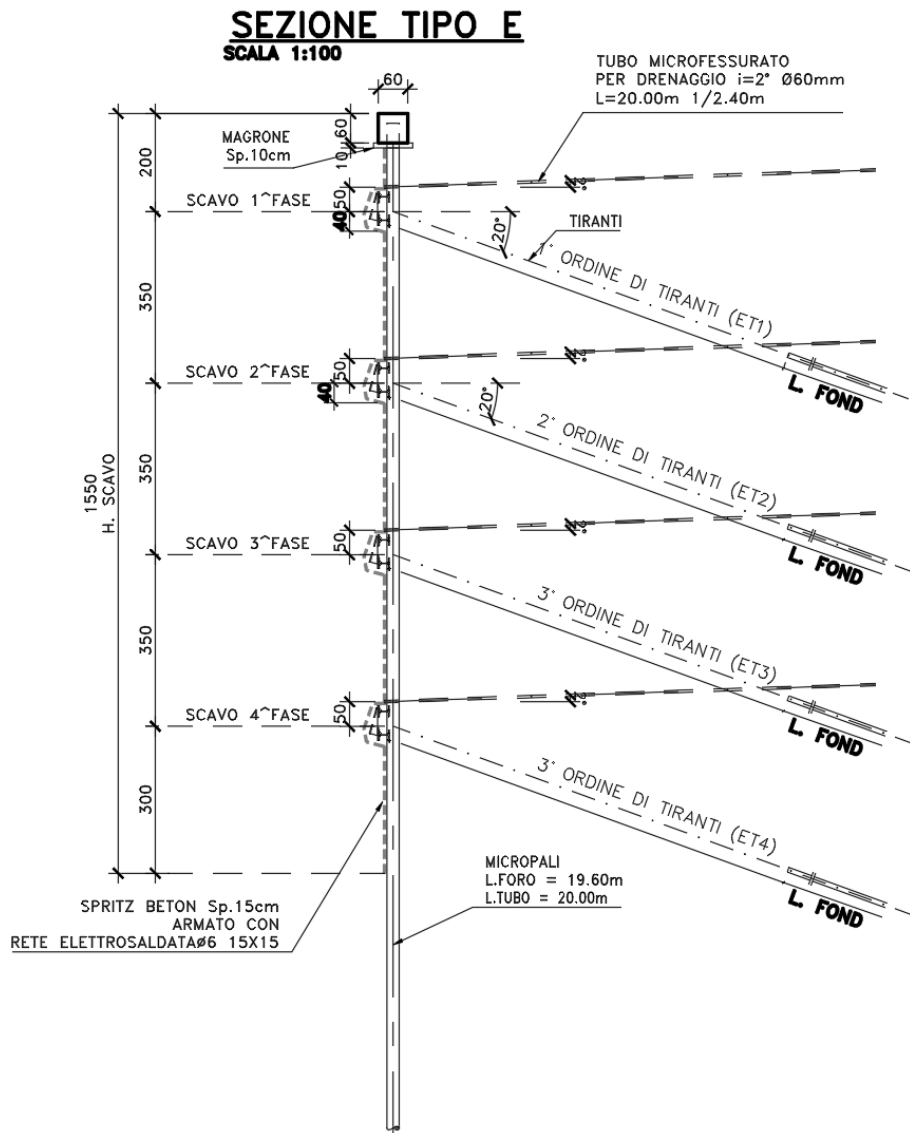 SEZIONE TIPO E
SCALA 1:100
60
TUBO MICROFESSURATO
PER DRENAGGIO i=2° Ø60mm
L=20.00m 1/2.40m
MAGRONE
Sp.10cm
60
10
200
SCAVO 1^FASE
50
40
2°
20°
TIRANTI
1° ORDINE DI TIRANTI (ET1)
L. FOND
350
SCAVO 2^FASE
50
40
2°
20°
2° ORDINE DI TIRANTI (ET2)
L. FOND
1550
H. SCAVO
350
SCAVO 3^FASE
50
2°
3° ORDINE DI TIRANTI (ET3)
L. FOND
350
SCAVO 4^FASE
50
2°
3° ORDINE DI TIRANTI (ET4)
L. FOND
300
MICROPALI
L.FORO = 19.60m
L.TUBO = 20.00m
SPRITZ BETON Sp.15cm
ARMATO CON
RETE ELETTROSALDATAø6 15X15